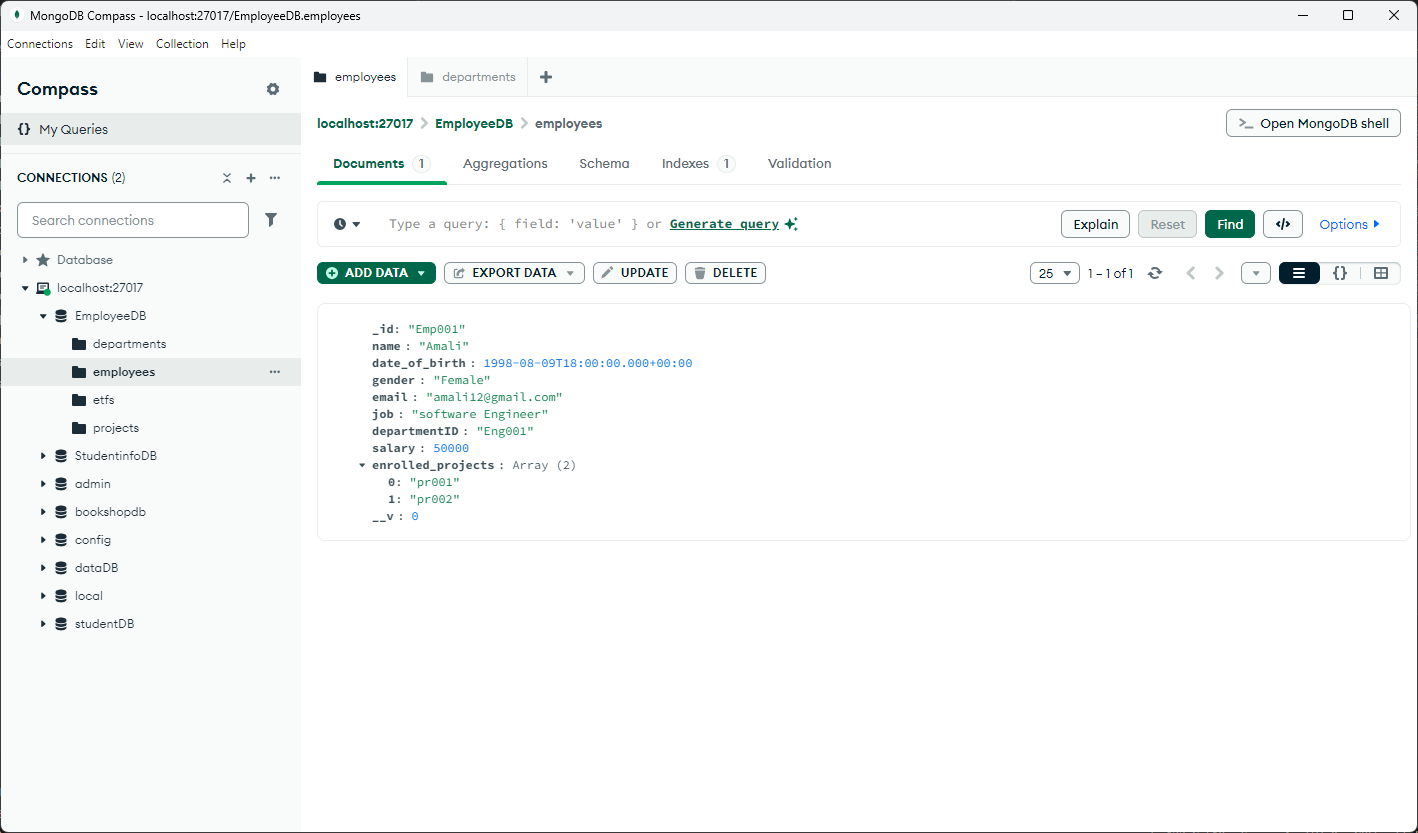 MongoDB Compass - localhost:27017/EmployeeDB.employees
Connections Edit View Collection Help
Compass
{} My Queries
CONNECTIONS (2)
Search connections
Database
localhost:27017
EmployeeDB
departments
employees
etfs
projects
StudentinfoDB
admin
bookshopdb
config
dataDB
local
studentDB
employees departments
localhost:27017 > EmployeeDB > employees
>_ Open MongoDB shell
Documents 1 Aggregations Schema Indexes 1 Validation
Type a query: { field: 'value' } or Generate query
Explain Reset Find </> Options
ADD DATA EXPORT DATA UPDATE DELETE
25 1 – 1 of 1 {}
_id: "Emp001"
name : "Amali"
date_of_birth : 1998-08-09T18:00:00.000+00:00
gender : "Female"
email : "amali12@gmail.com"
job : "software Engineer"
departmentID : "Eng001"
salary : 50000
enrolled_projects : Array (2)
0: "pr001"
1: "pr002"
__v : 0